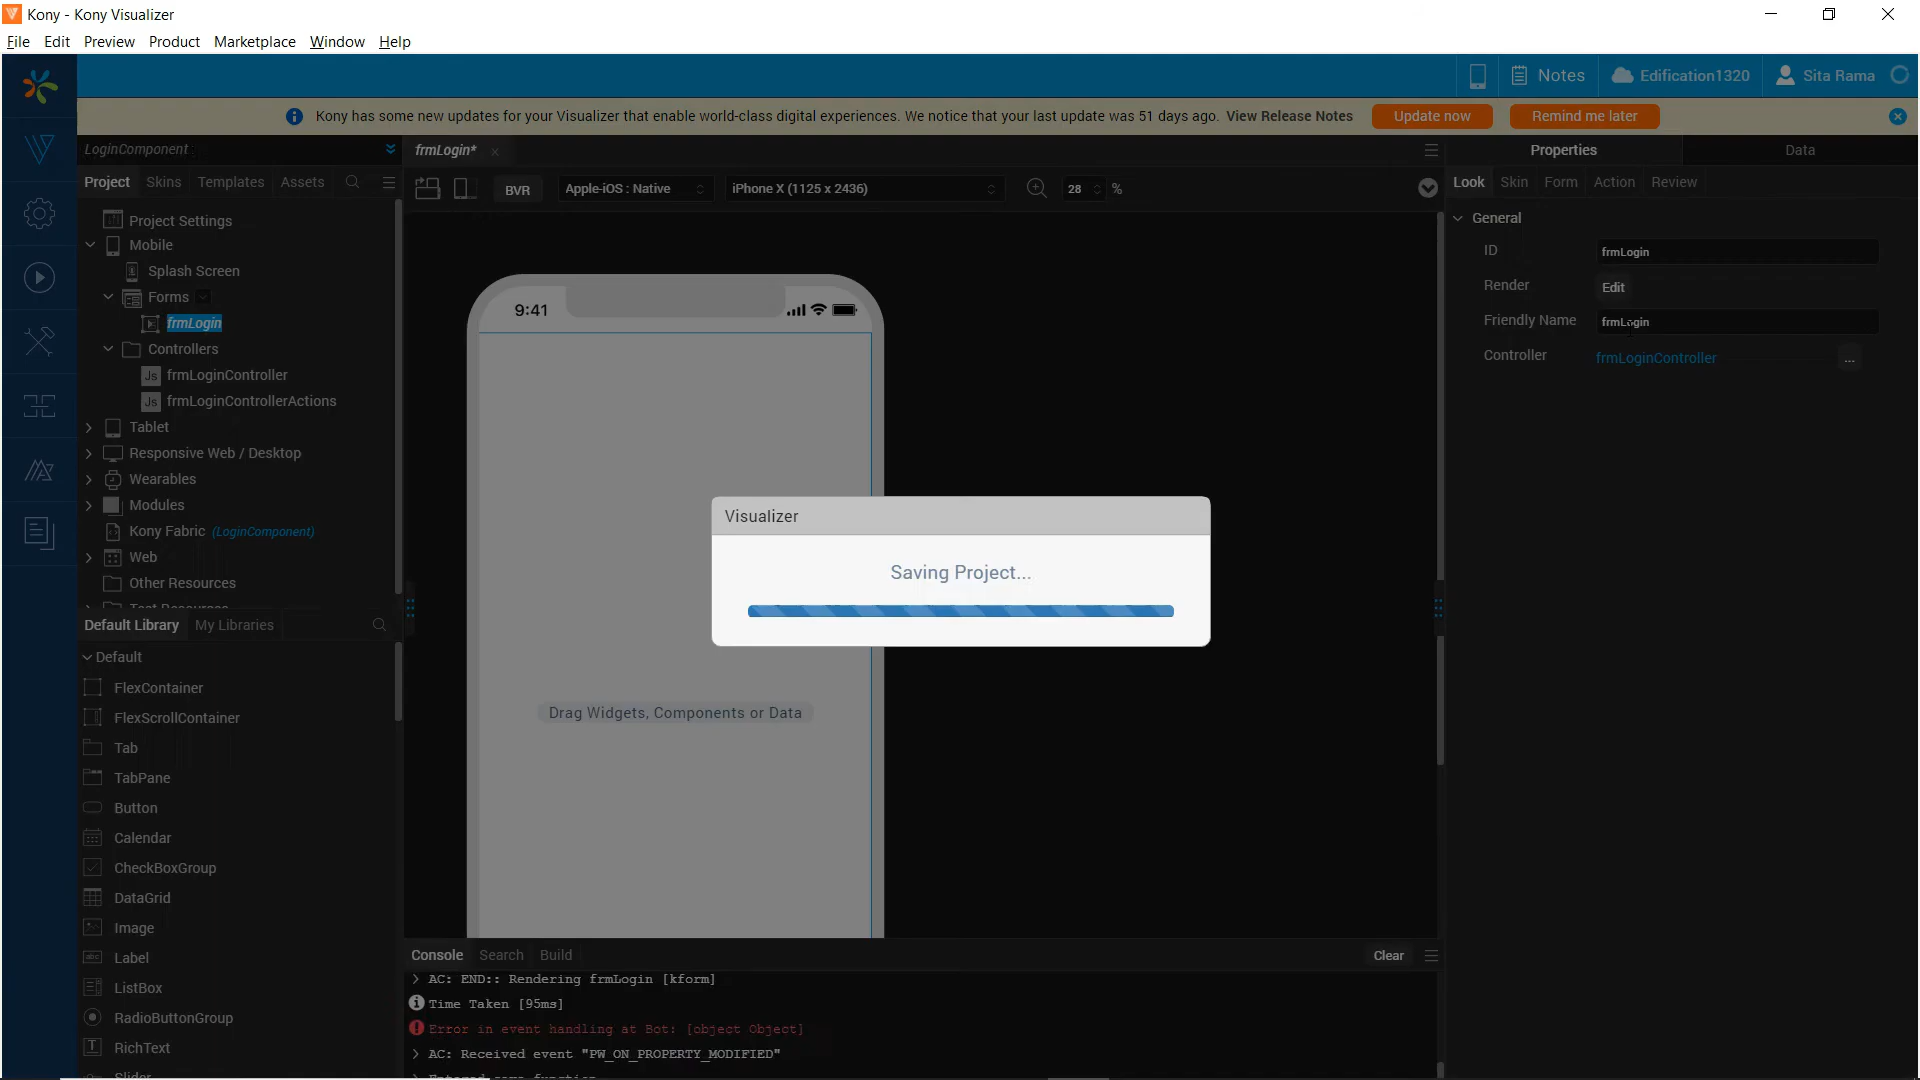 Kony - Kony Visualizer
File Edit Preview Product Marketplace Window Help
Notes Edification1320 Sita Rama
Kony has some new updates for your Visualizer that enable world-class digital experiences. We notice that your last update was 51 days ago. View Release Notes Update now Remind me later
LoginComponent
frmLogin*
Properties Data
Project Skins Templates Assets
BVR Apple-iOS : Native iPhone X (1125 x 2436) 28 %
Look Skin Form Action Review
Project Settings
Mobile
Splash Screen
Forms
frmLogin
Controllers
frmLoginController
frmLoginControllerActions
Tablet
Responsive Web / Desktop
Wearables
Modules
Kony Fabric (LoginComponent)
Web
Other Resources
Test Resources
Default Library My Libraries
Default
FlexContainer
FlexScrollContainer
Tab
TabPane
Button
Calendar
CheckBoxGroup
DataGrid
Image
Label
ListBox
RadioButtonGroup
RichText
Slider
9:41
Drag Widgets, Components or Data
Visualizer
Saving Project...
General
ID frmLogin
Render Edit
Friendly Name frmLogin
Controller frmLoginController ...
Console Search Build Clear
> AC: END:: Rendering frmLogin [kform]
Time Taken [95ms]
Error in event handling at Bot: [object Object]
> AC: Received event "PW_ON_PROPERTY_MODIFIED"